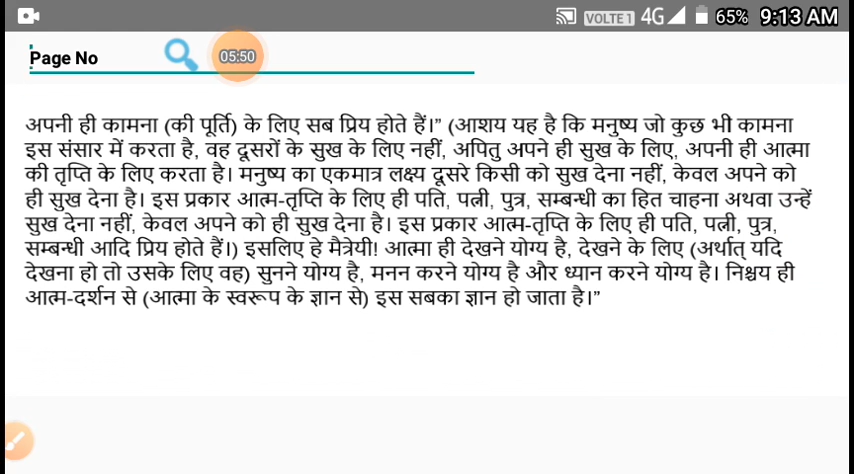 VOLTE 1 4G 65% 9:13 AM
Page No 05:50
अपनी ही कामना (की पूर्ति) के लिए सब प्रिय होते हैं।” (आशय यह है कि मनुष्य जो कुछ भी कामना
इस संसार में करता है, वह दूसरों के सुख के लिए नहीं, अपितु अपने ही सुख के लिए, अपनी ही आत्मा
की तृप्ति के लिए करता है। मनुष्य का एकमात्र लक्ष्य दूसरे किसी को सुख देना नहीं, केवल अपने को
ही सुख देना है। इस प्रकार आत्म-तृप्ति के लिए ही पति, पत्नी, पुत्र, सम्बन्धी का हित चाहना अथवा उन्हें
सुख देना नहीं, केवल अपने को ही सुख देना है। इस प्रकार आत्म-तृप्ति के लिए ही पति, पत्नी, पुत्र,
सम्बन्धी आदि प्रिय होते हैं।) इसलिए हे मैत्रेयी! आत्मा ही देखने योग्य है, देखने के लिए (अर्थात् यदि
देखना हो तो उसके लिए वह) सुनने योग्य है, मनन करने योग्य है और ध्यान करने योग्य है। निश्चय ही
आत्म-दर्शन से (आत्मा के स्वरूप के ज्ञान से) इस सबका ज्ञान हो जाता है।”